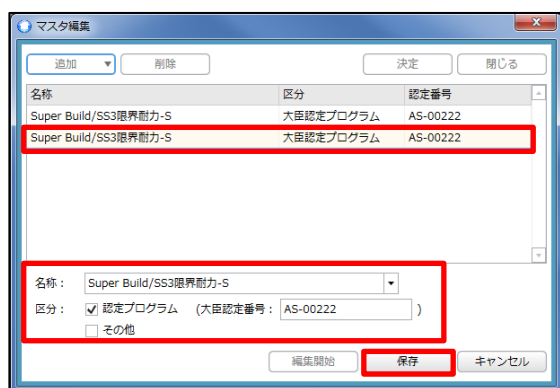 マスタ編集
追加 ▼ 削除 決定 閉じる
名称 区分 認定番号
Super Build/SS3限界耐力-S 大臣認定プログラム AS-00222
Super Build/SS3限界耐力-S 大臣認定プログラム AS-00222
名称： Super Build/SS3限界耐力-S
区分： 認定プログラム (大臣認定番号： AS-00222 )
その他
編集開始 保存 キャンセル